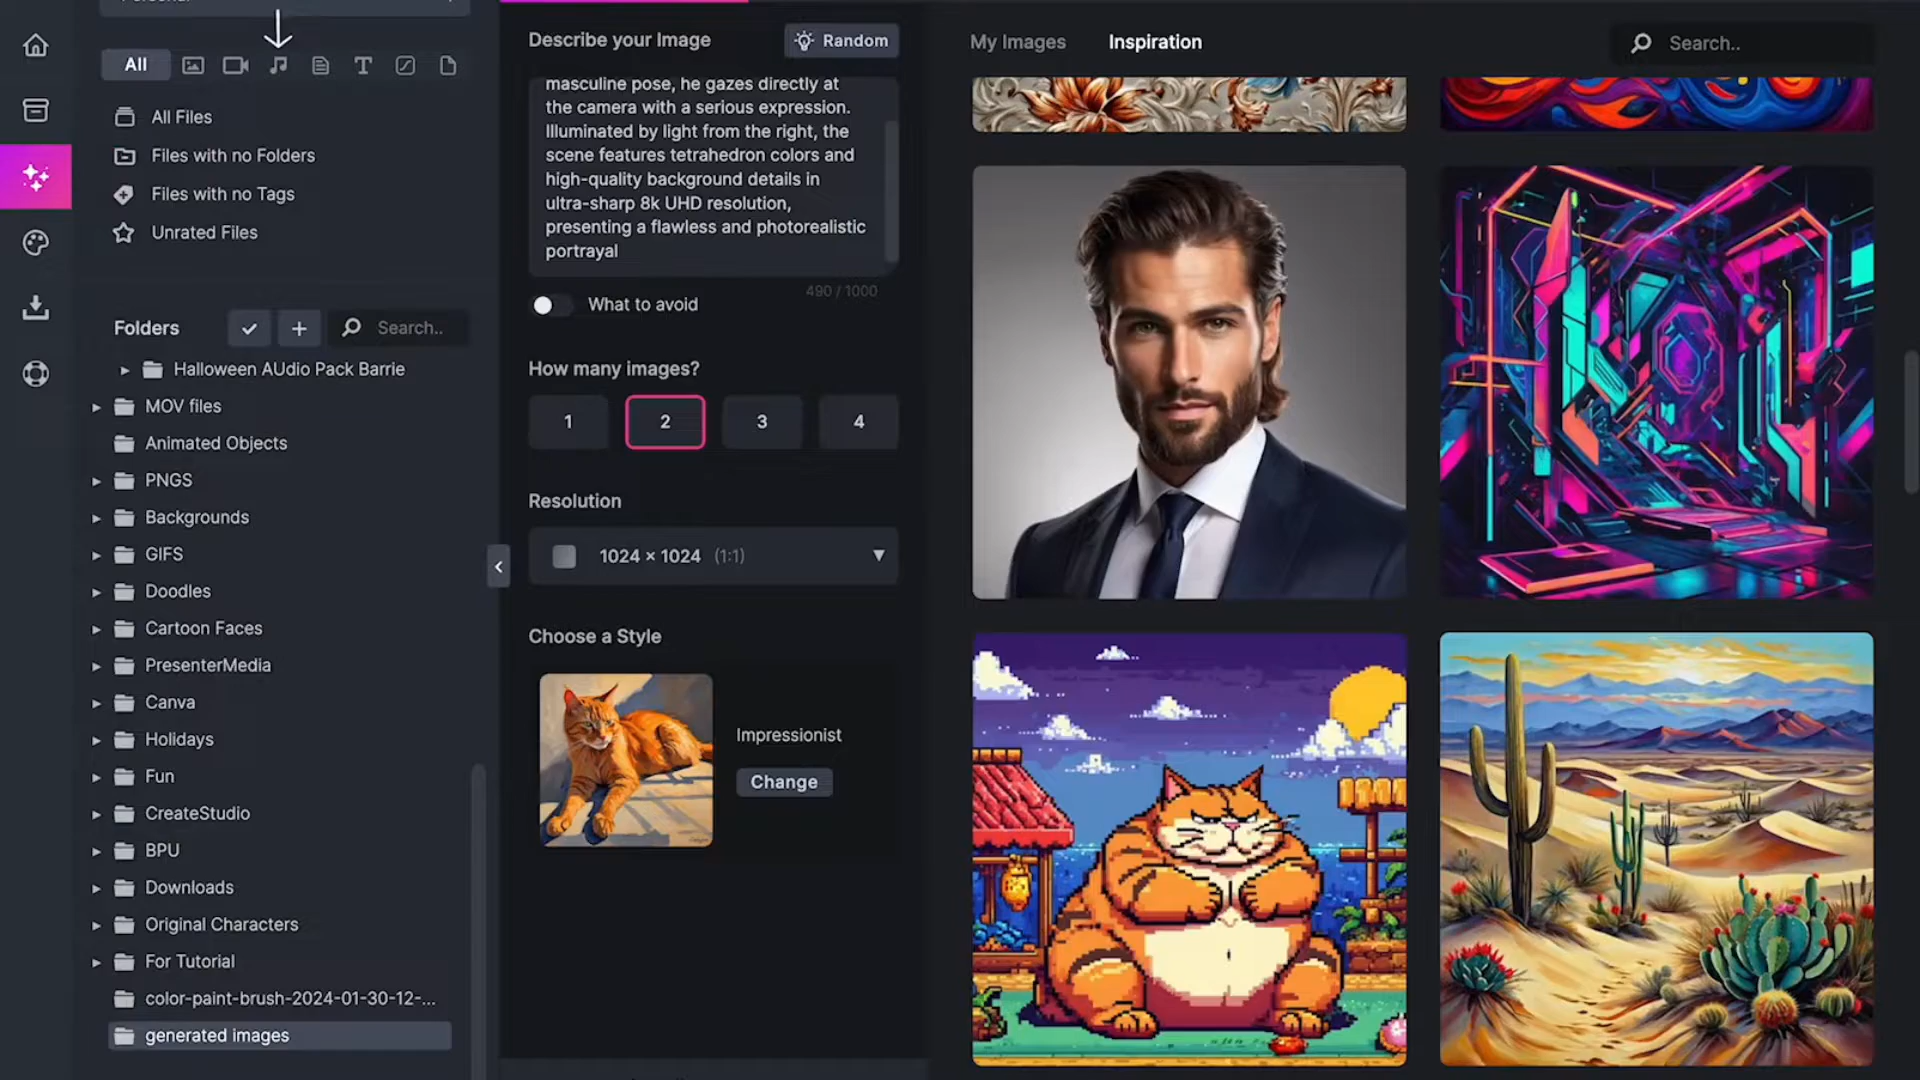 All
All Files
Files with no Folders
Files with no Tags
Unrated Files
Folders
Search..
Halloween AUdio Pack Barrie
MOV files
Animated Objects
PNGS
Backgrounds
GIFS
Doodles
Cartoon Faces
PresenterMedia
Canva
Holidays
Fun
CreateStudio
BPU
Downloads
Original Characters
For Tutorial
color-paint-brush-2024-01-30-12-...
generated images
Describe your Image
Random
masculine pose, he gazes directly at
the camera with a serious expression.
Illuminated by light from the right, the
scene features tetrahedron colors and
high-quality background details in
ultra-sharp 8k UHD resolution,
presenting a flawless and photorealistic
portrayal
490 / 1000
What to avoid
How many images?
1 2 3 4
Resolution
1024 × 1024 (1:1)
Choose a Style
Impressionist
Change
My Images Inspiration
Search..